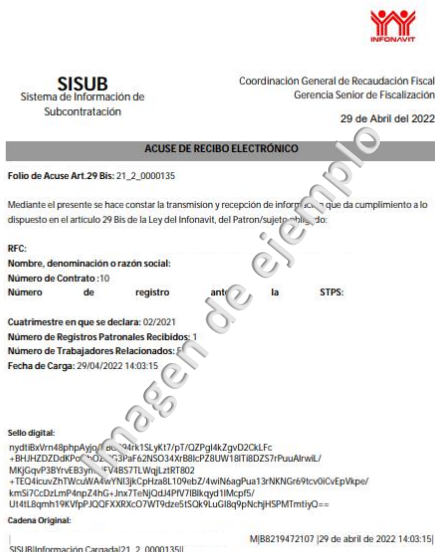 INFONAVIT
SISUB
Sistema de Información de
Subcontratación
Coordinación General de Recaudación Fiscal
Gerencia Senior de Fiscalización
29 de Abril del 2022
ACUSE DE RECIBO ELECTRÓNICO
Folio de Acuse Art.29 Bis: 21_2_0000135
Mediante el presente se hace constar la transmision y recepción de información que da cumplimiento a lo
dispuesto en el artículo 29 Bis de la Ley del Infonavit, del Patron/sujeto obligado:
RFC:
Nombre, denominación o razón social:
Número de Contrato :10
Número de registro ante la STPS:
Cuatrimestre en que se declara: 02/2021
Número de Registros Patronales Recibidos: 1
Número de Trabajadores Relacionados:
Fecha de Carga: 29/04/2022 14:03:15
Imagen de ejemplo
Sello digital:
Cadena Original:
M|B8219472107 |29 de abril de 2022 14:03:15|
SISUB|Información Cargada|21_2_0000135||